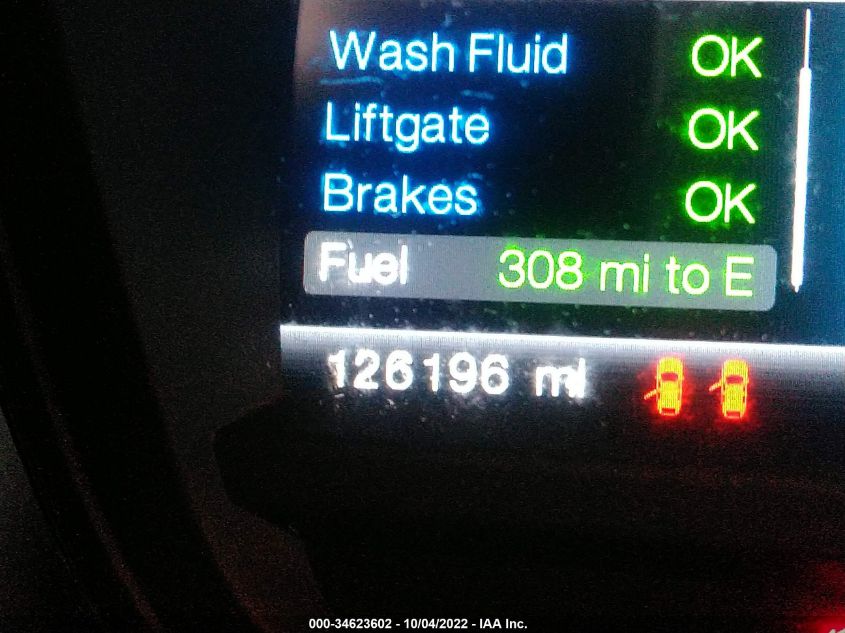 Wash Fluid OK
Liftgate OK
Brakes OK
Fuel 308 mi to E
126196 mi
000-34623602 - 10/04/2022 - IAA Inc.